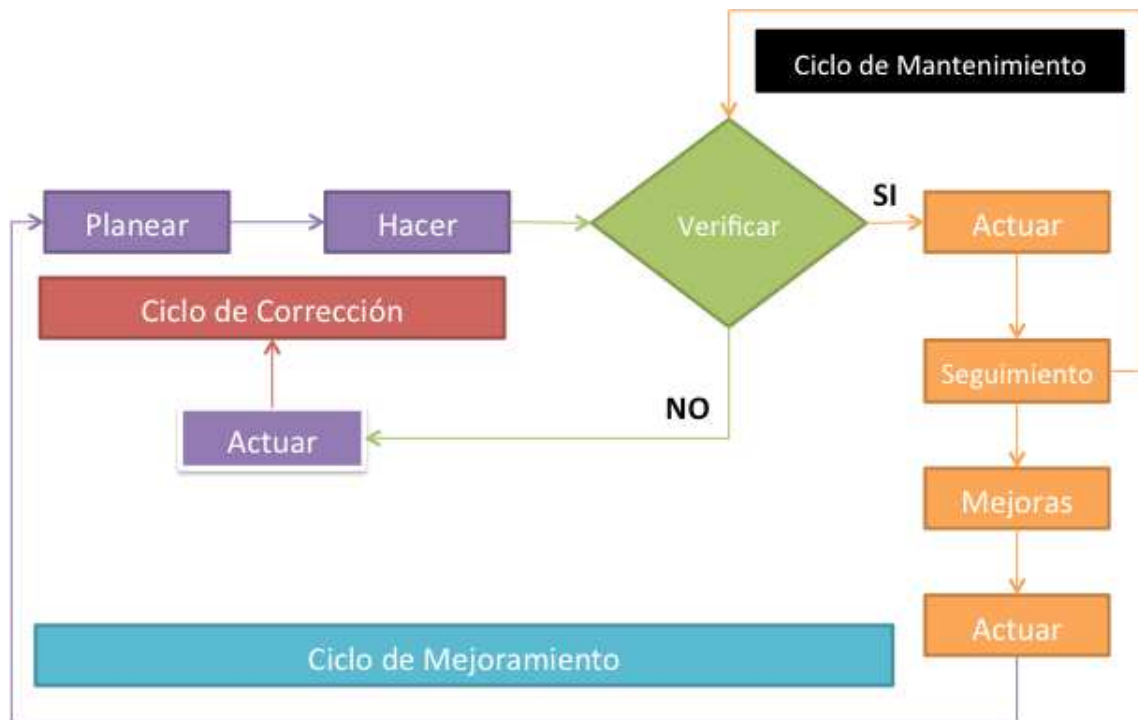 Ciclo de Mantenimiento
Planear
Hacer
Verificar
SI
Actuar
Ciclo de Corrección
Seguimiento
NO
Actuar
Mejoras
Actuar
Ciclo de Mejoramiento